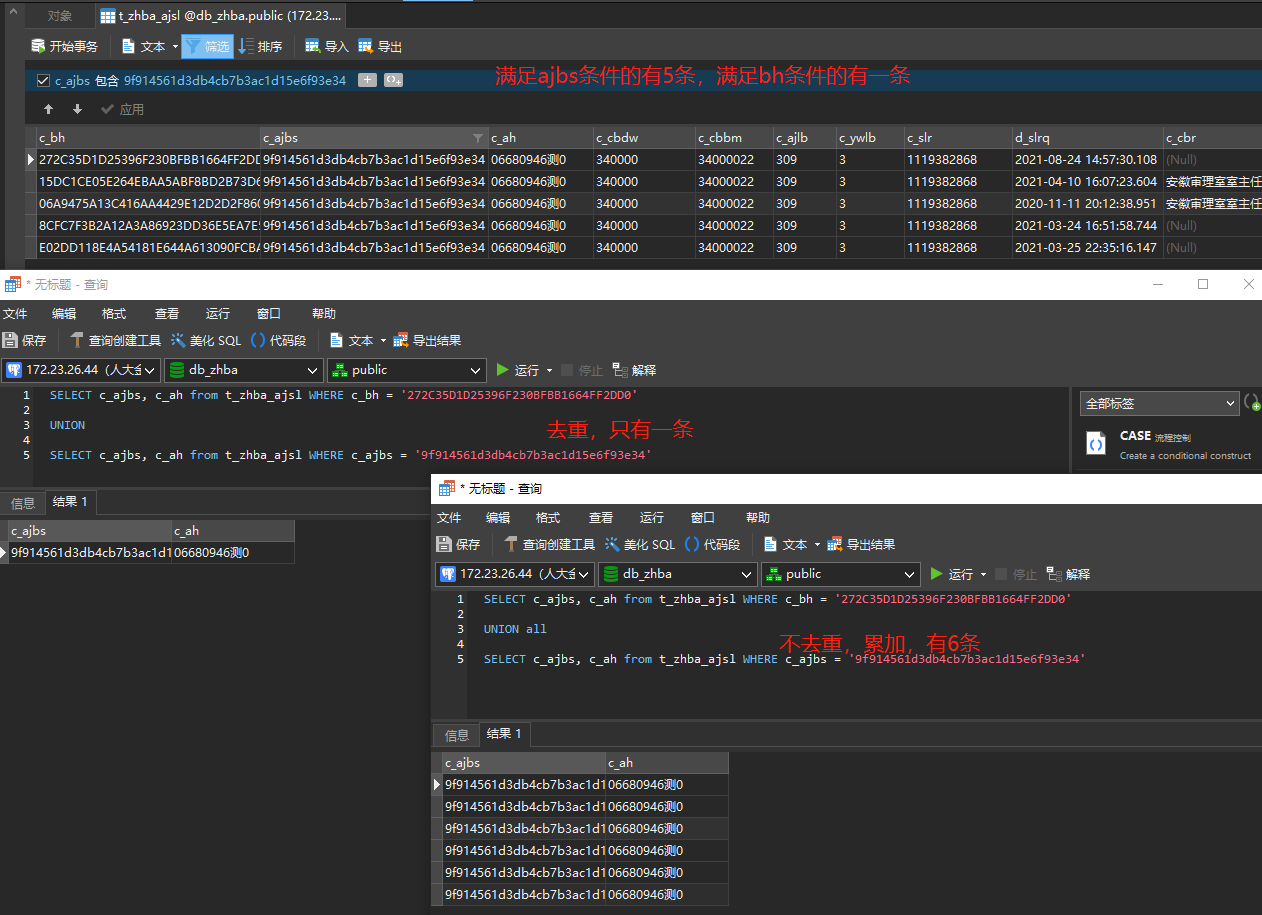 对象 t_zhba_ajsl @db_zhba.public (172.23....
开始事务 文本 筛选 排序 导入 导出
c_ajbs 包含 9f914561d3db4cb7b3ac1d15e6f93e34
满足ajbs条件的有5条，满足bh条件的有一条
应用
c_bh c_ajbs c_ah c_cbdw c_cbbm c_ajlb c_ywlb c_slr d_slrq c_cbr
272C35D1D25396F230BFBB1664FF2DD 9f914561d3db4cb7b3ac1d15e6f93e34 06680946测0 340000 34000022 309 3 1119382868 2021-08-24 14:57:30.108 (Null)
15DC1CE05E264EBAA5ABF8BD2B73D6 9f914561d3db4cb7b3ac1d15e6f93e34 06680946测0 340000 34000022 309 3 1119382868 2021-04-10 16:07:23.604 安徽审理室室主任
06A9475A13C416AA4429E12D2D2F860 9f914561d3db4cb7b3ac1d15e6f93e34 06680946测0 340000 34000022 309 3 1119382868 2020-11-11 20:12:38.951 安徽审理室室主任
8CFC7F3B2A12A3A86923DD36E5EA7E 9f914561d3db4cb7b3ac1d15e6f93e34 06680946测0 340000 34000022 309 3 1119382868 2021-03-24 16:51:58.744 (Null)
E02DD118E4A54181E644A613090FCBA 9f914561d3db4cb7b3ac1d15e6f93e34 06680946测0 340000 34000022 309 3 1119382868 2021-03-25 22:35:16.147 (Null)
* 无标题 - 查询
文件 编辑 格式 查看 运行 窗口 帮助
保存 查询创建工具 美化 SQL 代码段 文本 导出结果
172.23.26.44（人大金 db_zhba public 运行 停止 解释
1 SELECT c_ajbs, c_ah from t_zhba_ajsl WHERE c_bh = '272C35D1D25396F230BFBB1664FF2DD0'
2
3 UNION
4
5 SELECT c_ajbs, c_ah from t_zhba_ajsl WHERE c_ajbs = '9f914561d3db4cb7b3ac1d15e6f93e34'
去重，只有一条
全部标签
CASE 流程控制
Create a conditional construct
信息 结果 1
c_ajbs c_ah
9f914561d3db4cb7b3ac1d1 06680946测0
* 无标题 - 查询
文件 编辑 格式 查看 运行 窗口 帮助
保存 查询创建工具 美化 SQL 代码段 文本 导出结果
172.23.26.44（人大金 db_zhba public 运行 停止 解释
1 SELECT c_ajbs, c_ah from t_zhba_ajsl WHERE c_bh = '272C35D1D25396F230BFBB1664FF2DD0'
2
3 UNION all
4
5 SELECT c_ajbs, c_ah from t_zhba_ajsl WHERE c_ajbs = '9f914561d3db4cb7b3ac1d15e6f93e34'
不去重，累加，有6条
信息 结果 1
c_ajbs c_ah
9f914561d3db4cb7b3ac1d1 06680946测0
9f914561d3db4cb7b3ac1d1 06680946测0
9f914561d3db4cb7b3ac1d1 06680946测0
9f914561d3db4cb7b3ac1d1 06680946测0
9f914561d3db4cb7b3ac1d1 06680946测0
9f914561d3db4cb7b3ac1d1 06680946测0